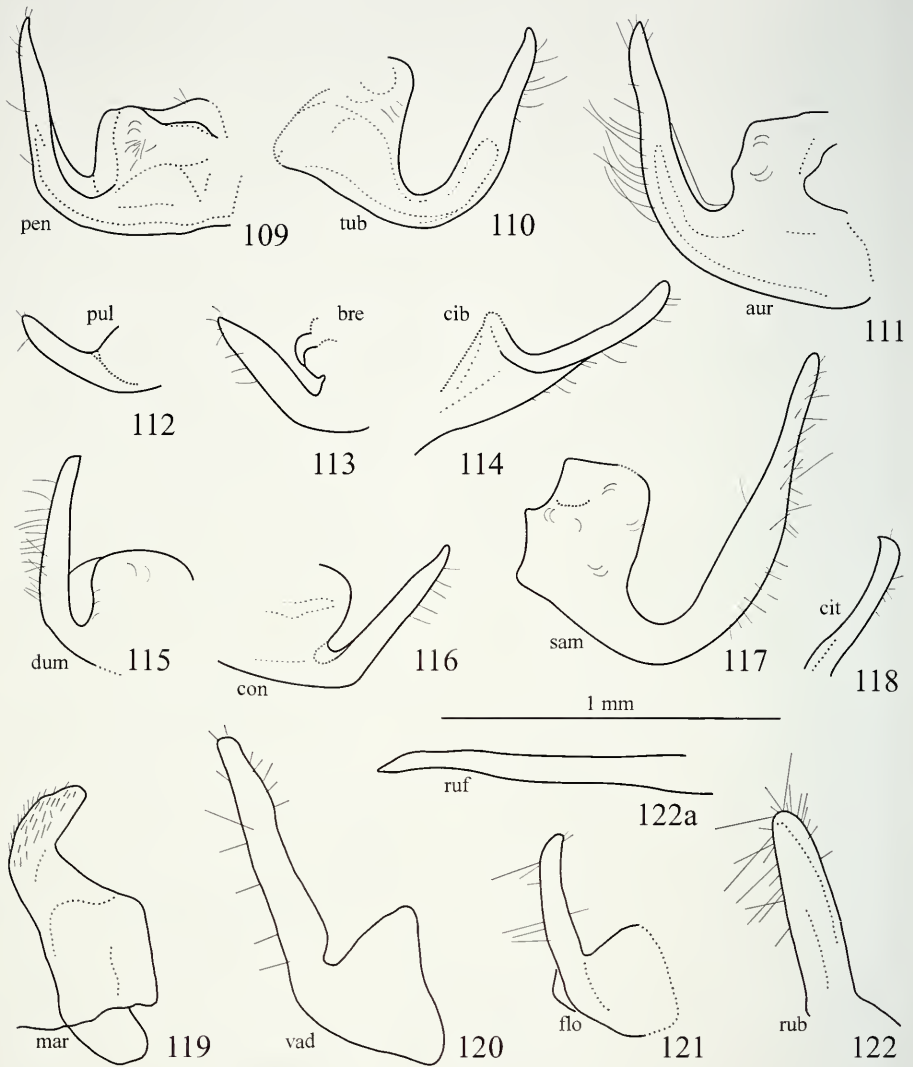 pen
109
tub
110
aur
111
pul
112
bre
113
cib
114
dum
115
con
116
sam
117
cit
118
1 mm
ruf
122a
mar
119
vad
120
flo
121
rub
122